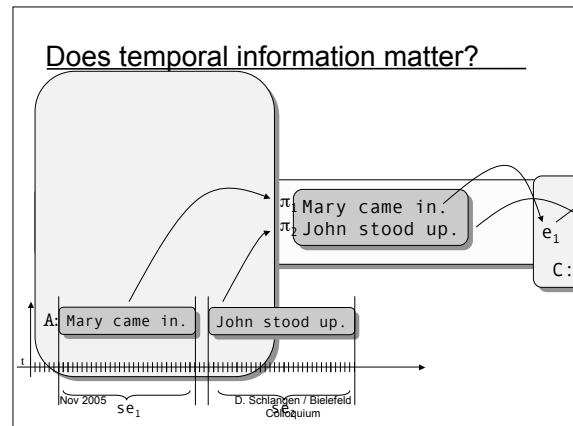 Does temporal information matter?
π1 Mary came in.
π2 John stood up.
e1
C:
A: Mary came in. John stood up.
t
Nov 2005
D. Schlangen / Bielefeld
Colloquium
se1
se